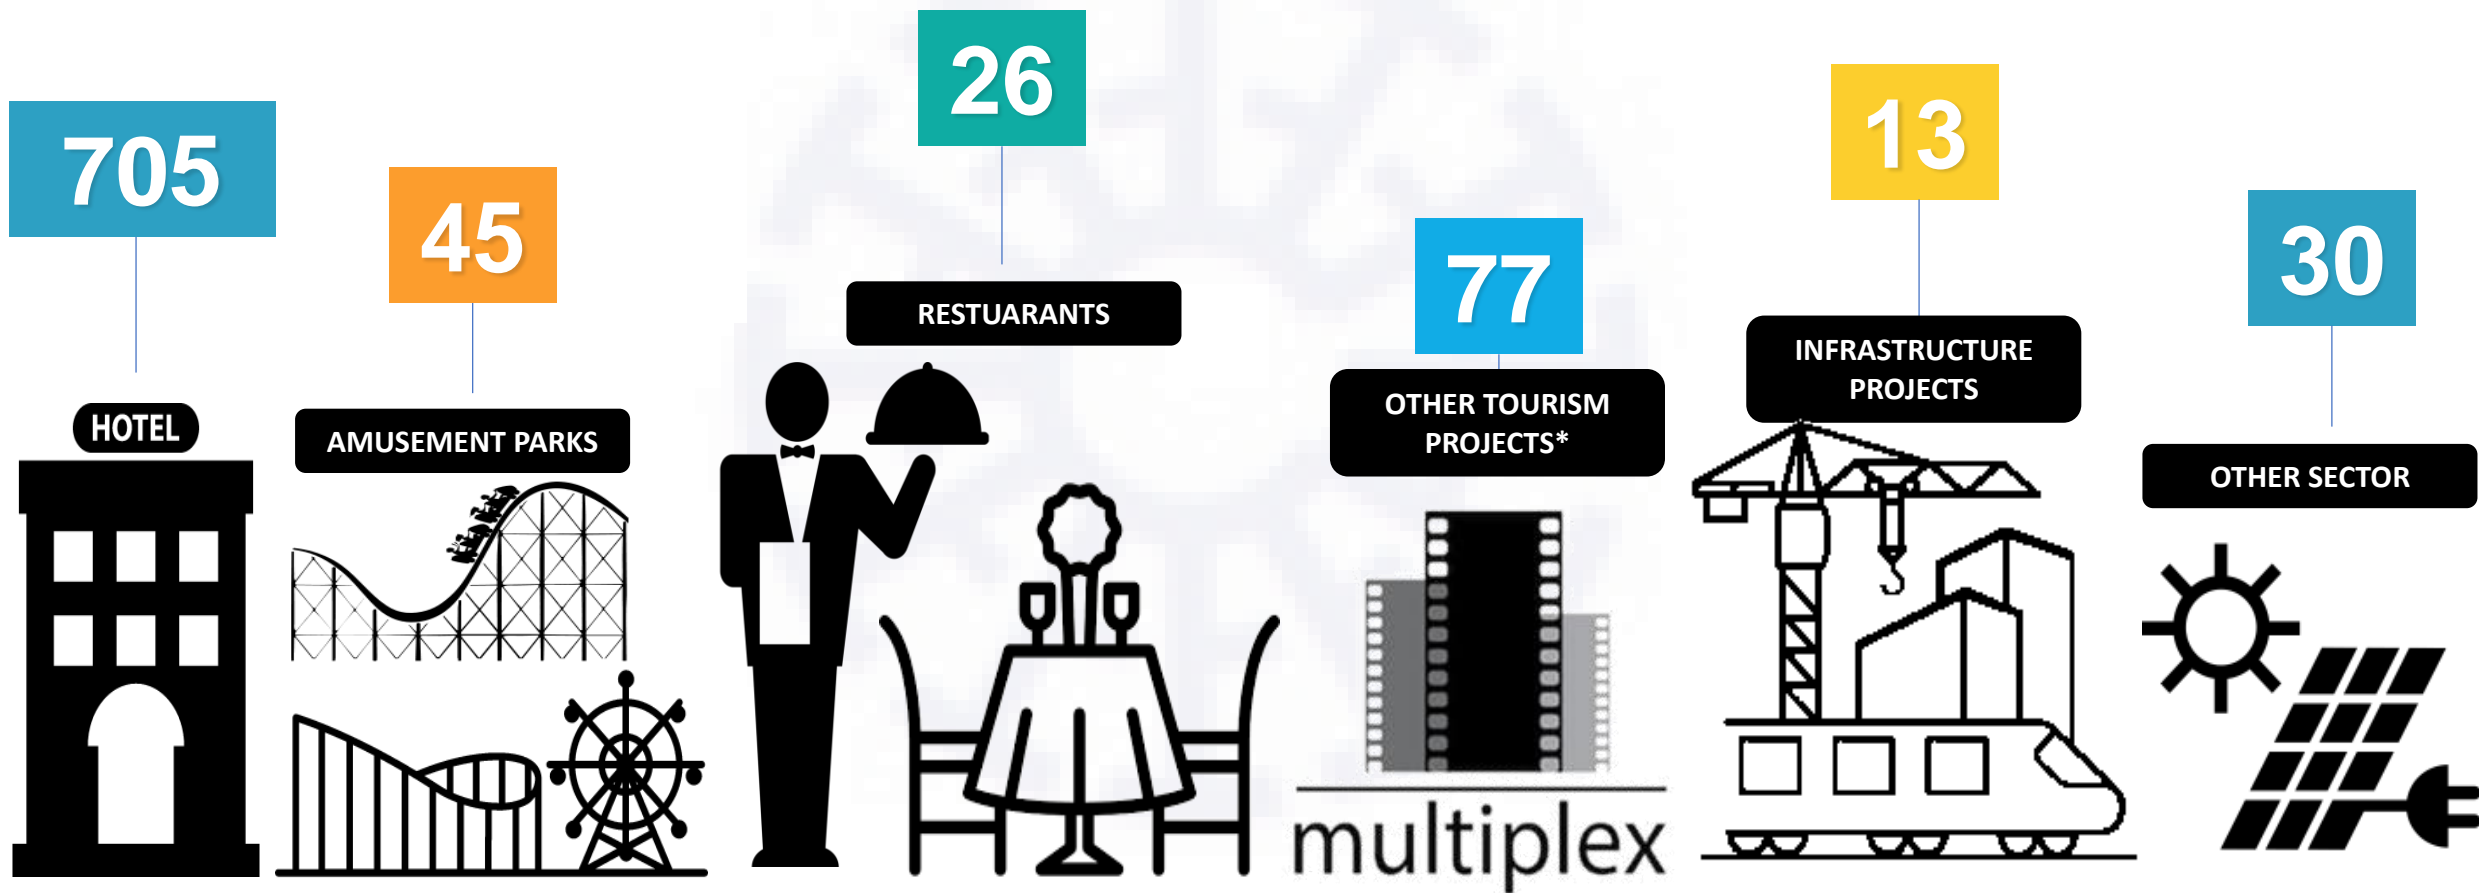 705
HOTEL
45
AMUSEMENT PARKS
26
RESTUARANTS
77
OTHER TOURISM
PROJECTS*
multiplex
13
INFRASTRUCTURE
PROJECTS
30
OTHER SECTOR